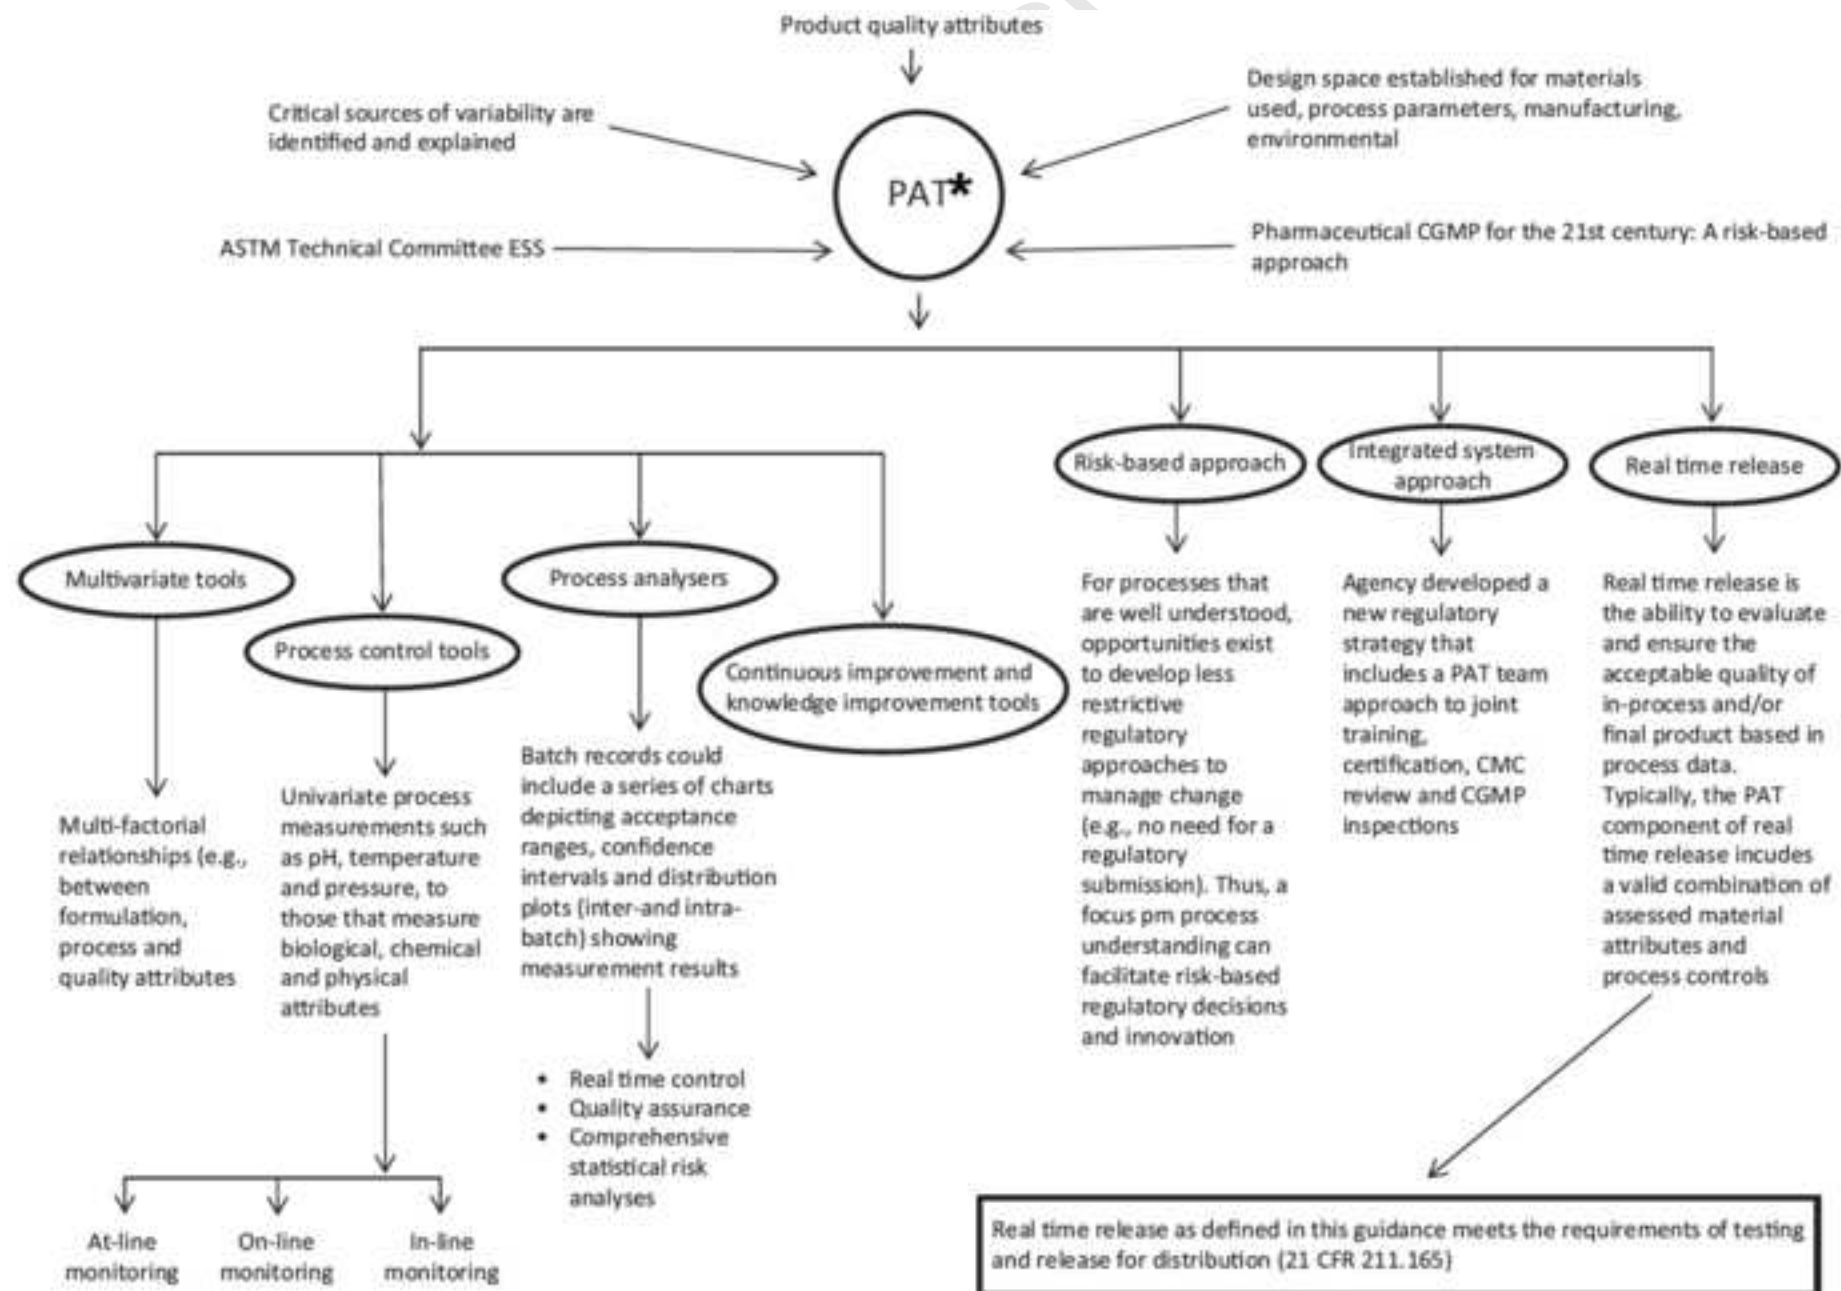 Product quality attributes
Critical sources of variability are
identified and explained
Design space established for materials
used, process parameters, manufacturing,
environmental
PAT*
ASTM Technical Committee ESS
Pharmaceutical CGMP for the 21st century: A risk-based
approach
Risk-based approach
Integrated system
approach
Real time release
Multivariate tools
Process control tools
Process analysers
Continuous improvement and
knowledge improvement tools
Multi-factorial
relationships (e.g.,
between
formulation,
process and
quality attributes
Univariate process
measurements such
as pH, temperature
and pressure, to
those that measure
biological, chemical
and physical
attributes
Batch records could
include a series of charts
depicting acceptance
ranges, confidence
intervals and distribution
plots (inter-and intra-
batch) showing
measurement results
For processes that
are well understood,
opportunities exist
to develop less
restrictive
regulatory
approaches to
manage change
(e.g., no need for a
regulatory
submission). Thus, a
focus pm process
understanding can
facilitate risk-based
regulatory decisions
and innovation
Agency developed a
new regulatory
strategy that
includes a PAT team
approach to joint
training,
certification, CMC
review and CGMP
inspections
Real time release is
the ability to evaluate
and ensure the
acceptable quality of
in-process and/or
final product based in
process data.
Typically, the PAT
component of real
time release incudes
a valid combination of
assessed material
attributes and
process controls
• Real time control
• Quality assurance
• Comprehensive
statistical risk
analyses
At-line
monitoring
On-line
monitoring
In-line
monitoring
Real time release as defined in this guidance meets the requirements of testing
and release for distribution (21 CFR 211.165)